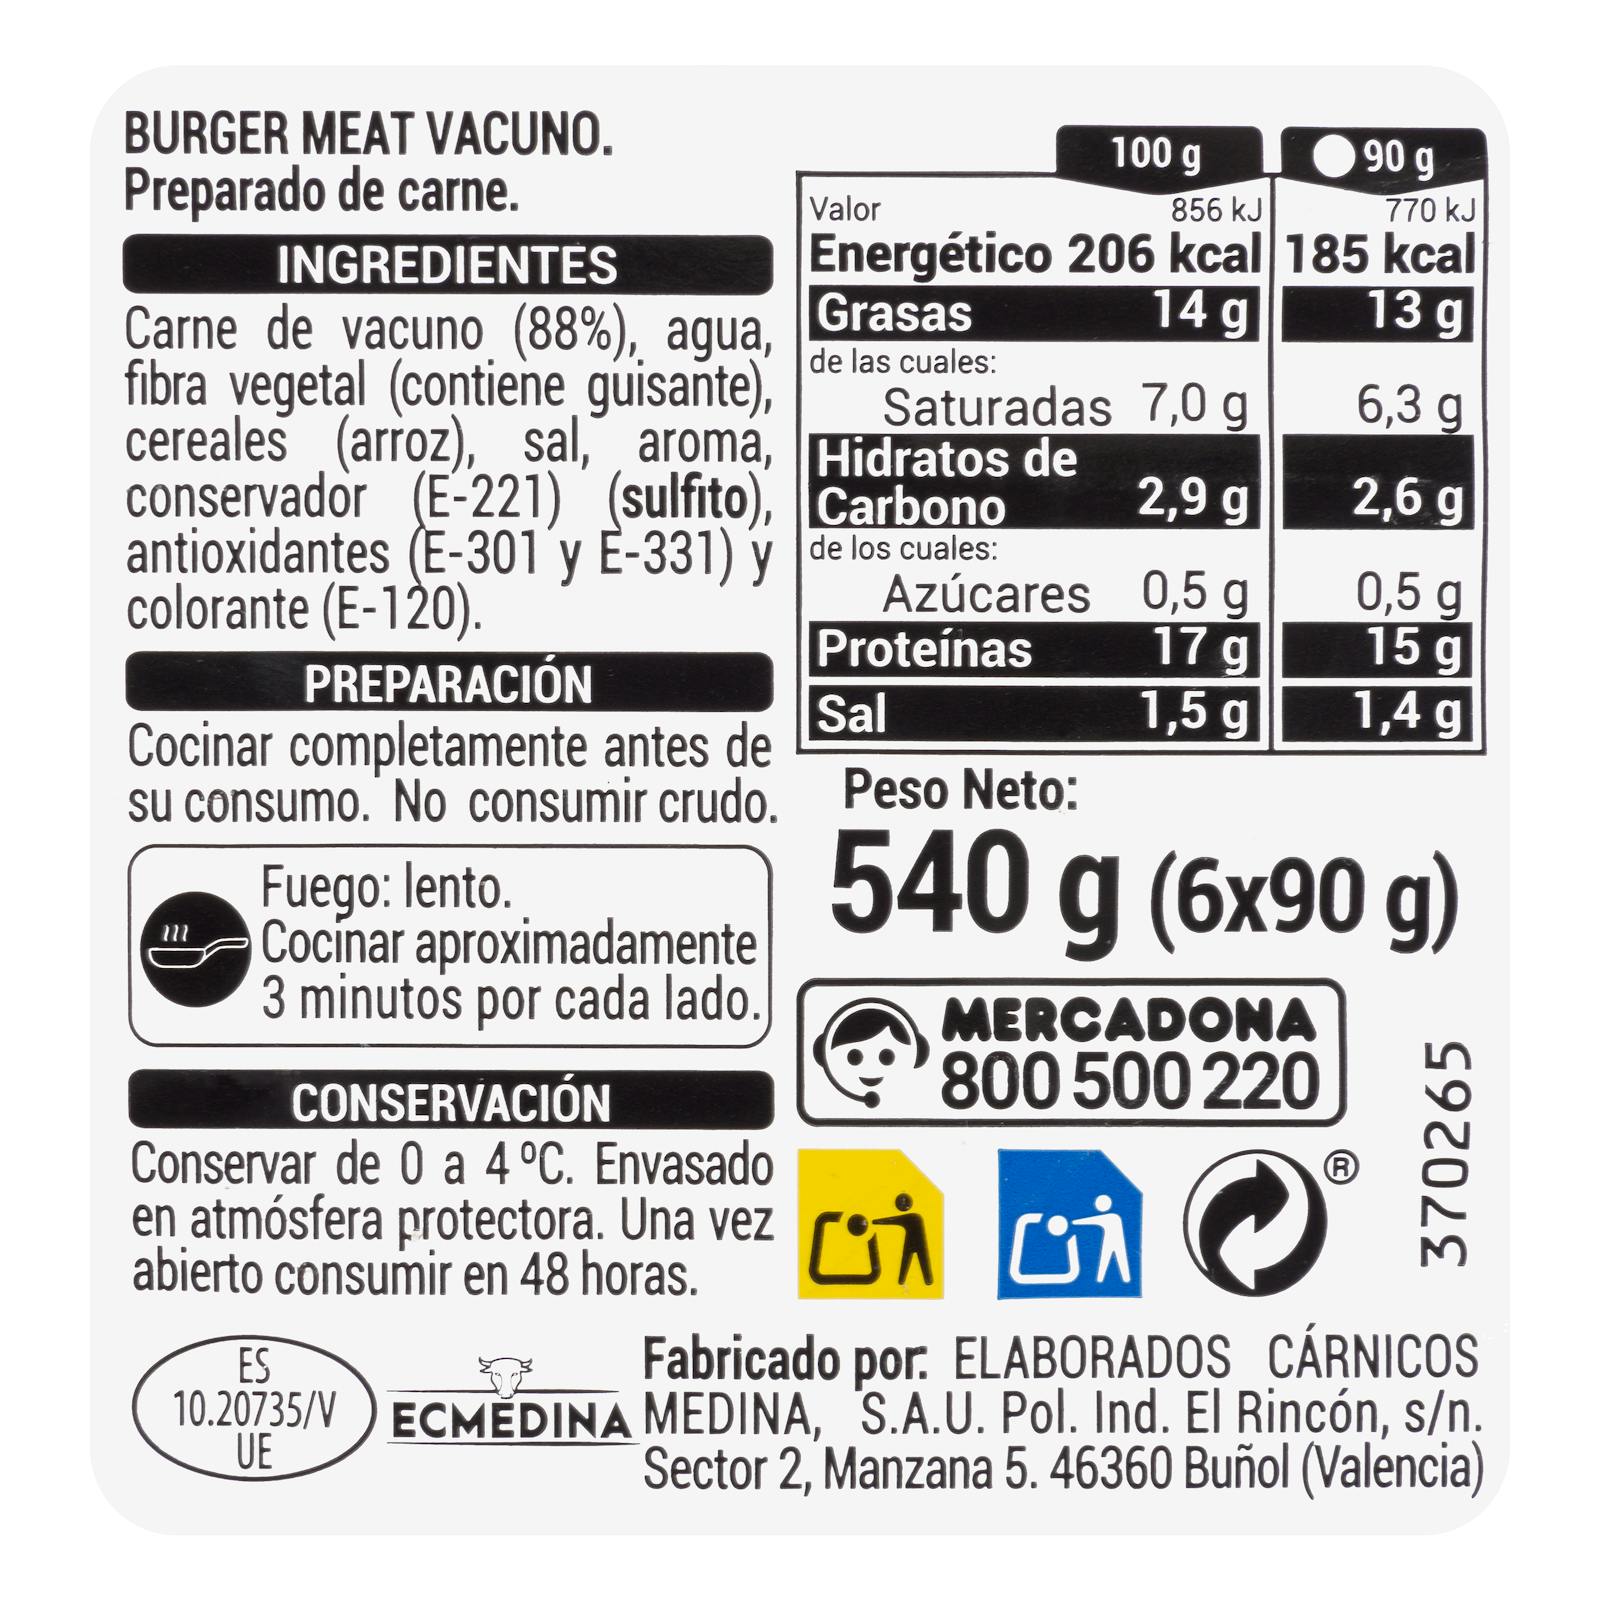 BURGER MEAT VACUNO.
Preparado de carne.
INGREDIENTES
Carne de vacuno (88%), agua,
fibra vegetal (contiene guisante),
cereales (arroz), sal, aroma,
conservador (E-221) (sulfito),
antioxidantes (E-301 y E-331) y
colorante (E-120).
PREPARACIÓN
Cocinar completamente antes de
su consumo. No consumir crudo.
Fuego: lento.
Cocinar aproximadamente
3 minutos por cada lado.
CONSERVACIÓN
Conservar de 0 a 4 ºC. Envasado
en atmósfera protectora. Una vez
abierto consumir en 48 horas.
100 g 90 g
Valor 856 kJ 770 kJ
Energético 206 kcal 185 kcal
Grasas 14 g 13 g
de las cuales:
Saturadas 7,0 g 6,3 g
Hidratos de
Carbono 2,9 g 2,6 g
de los cuales:
Azúcares 0,5 g 0,5 g
Proteínas 17 g 15 g
Sal 1,5 g 1,4 g
Peso Neto:
540 g (6x90 g)
MERCADONA
800 500 220
®
370265
ES
10.20735/V
UE
ECMEDINA
Fabricado por: ELABORADOS CÁRNICOS
MEDINA, S.A.U. Pol. Ind. El Rincón, s/n.
Sector 2, Manzana 5. 46360 Buñol (Valencia)